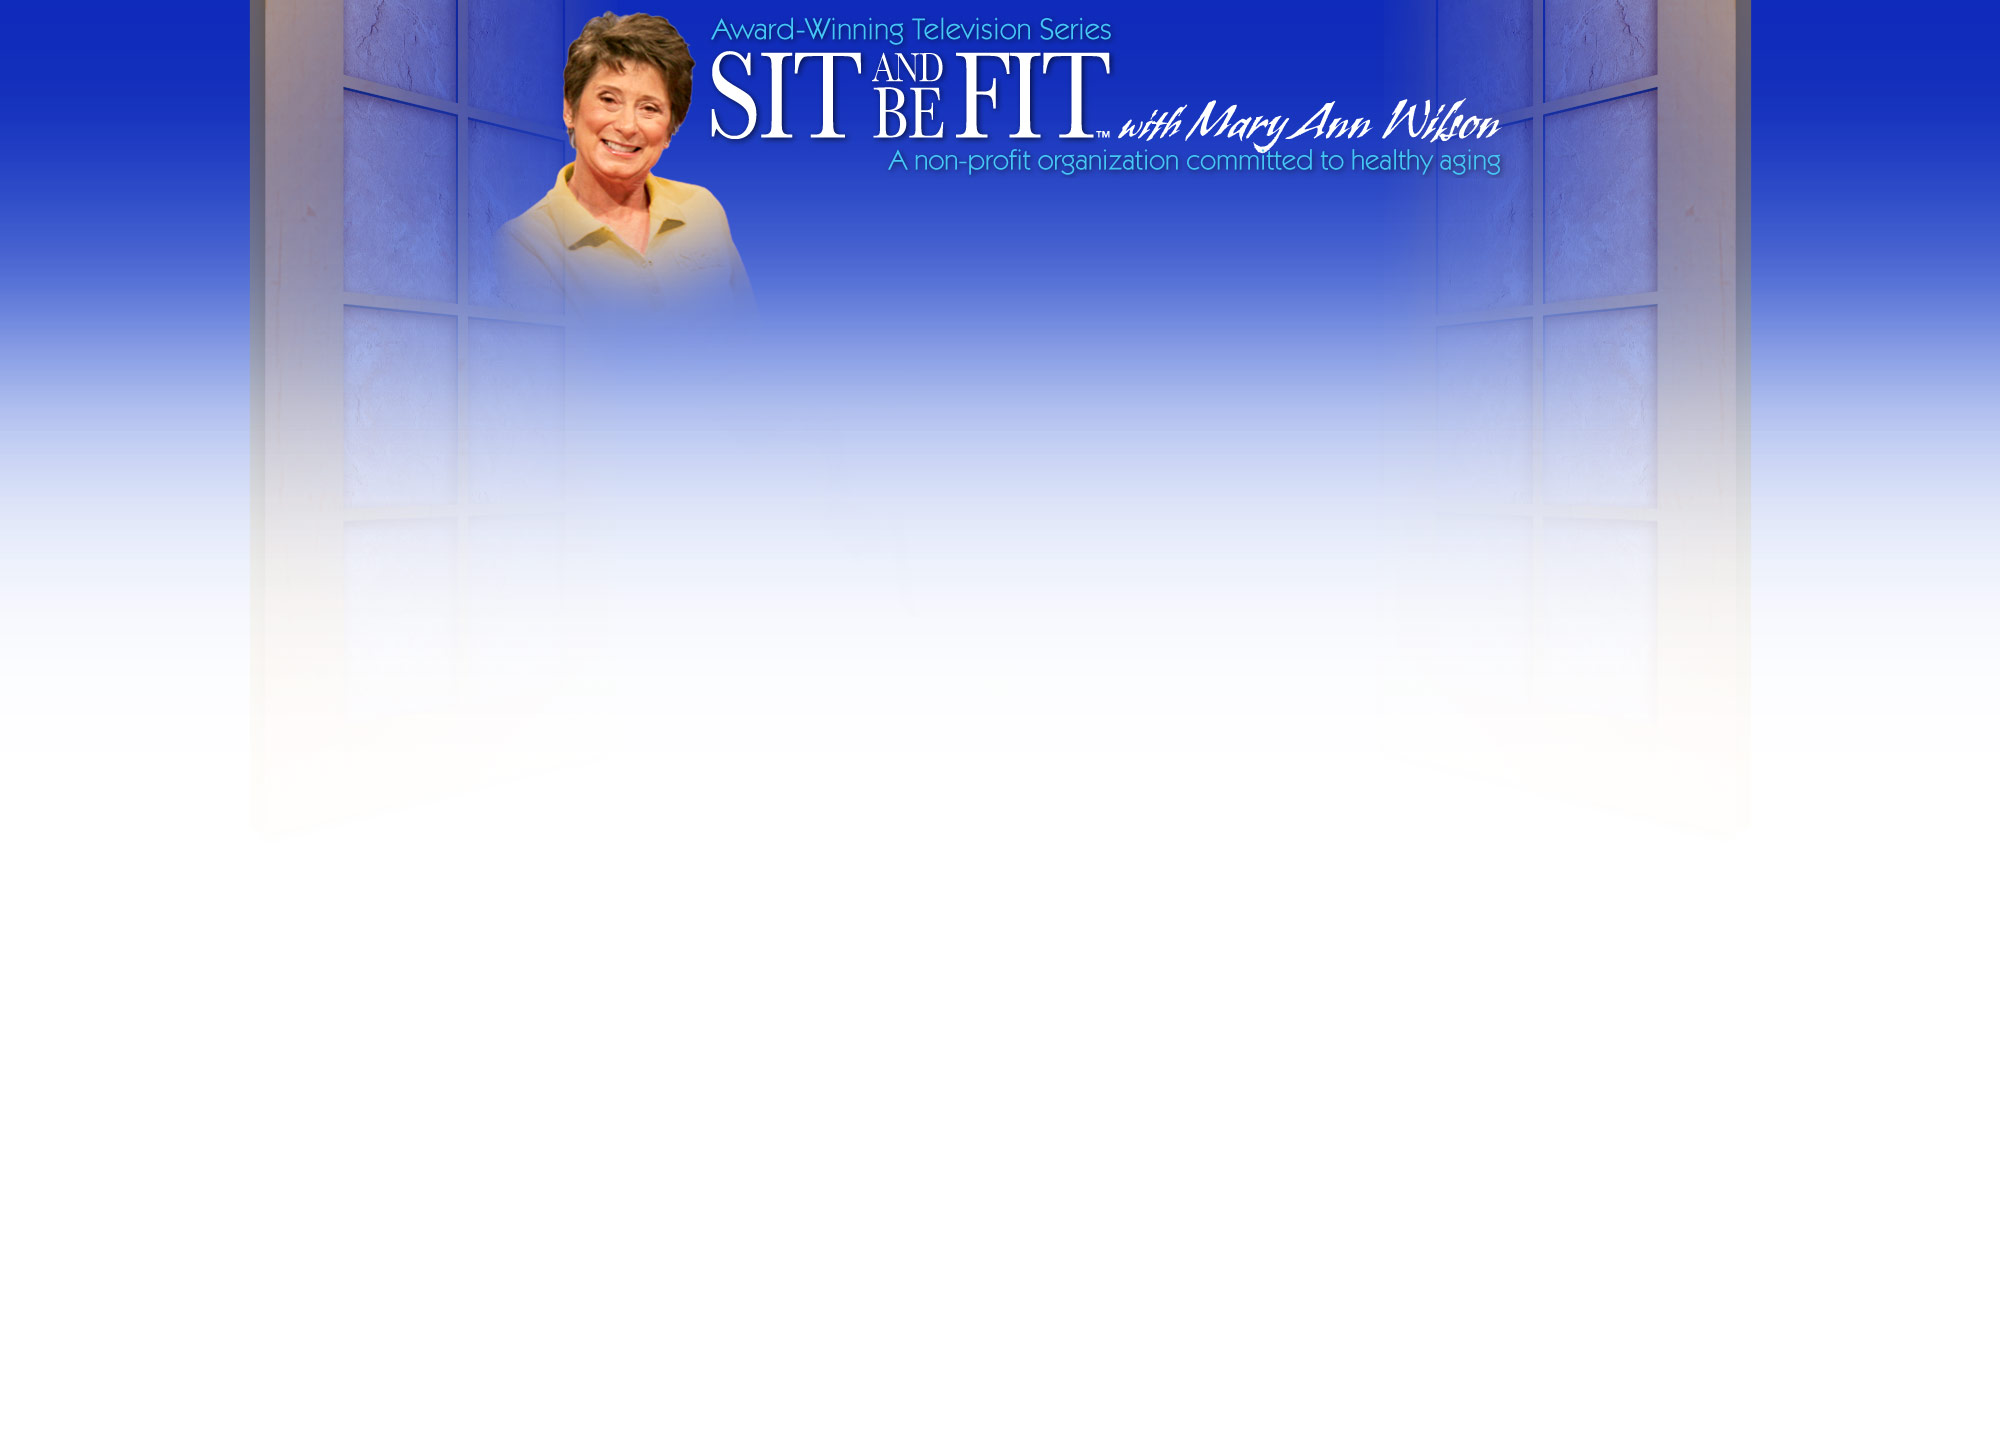 Award-Winning Television Series
SIT AND BE FIT™ with Mary Ann Wilson
A non-profit organization committed to healthy aging